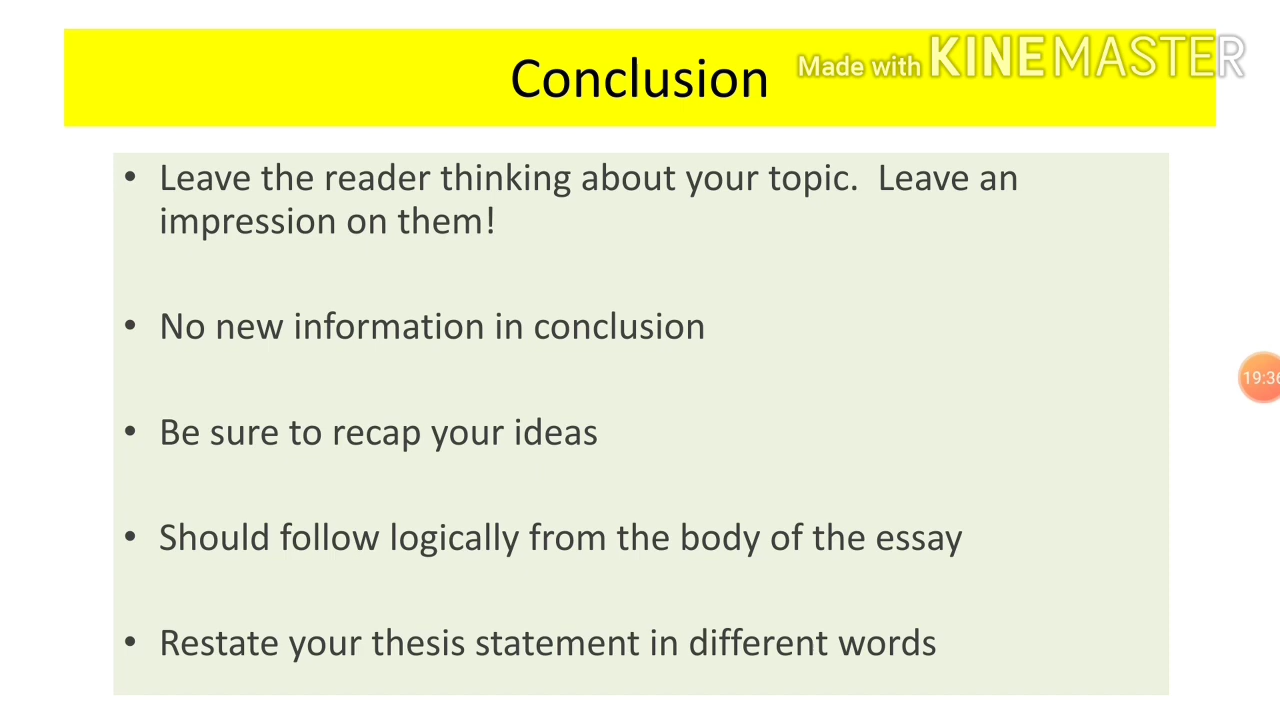 Conclusion
Made with KINEMASTER
• Leave the reader thinking about your topic.  Leave an
impression on them!
• No new information in conclusion
• Be sure to recap your ideas
19:36
• Should follow logically from the body of the essay
• Restate your thesis statement in different words